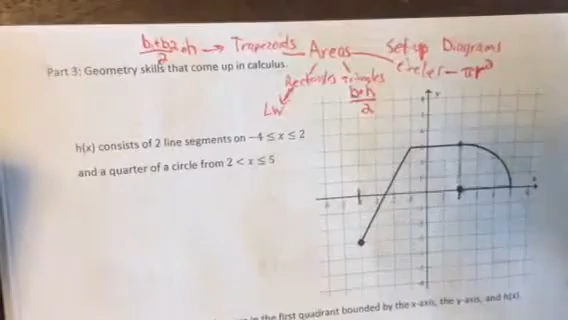 b1+b2/2 • h → Trapezoids Areas Set-up Diagrams
Part 3: Geometry skills that come up in calculus.
Rectangles Triangles Circles - πr²
LW b•h/2
h(x) consists of 2 line segments on −4 ≤ x ≤ 2
and a quarter of a circle from 2 < x ≤ 5
in the first quadrant bounded by the x-axis, the y-axis, and h(x).